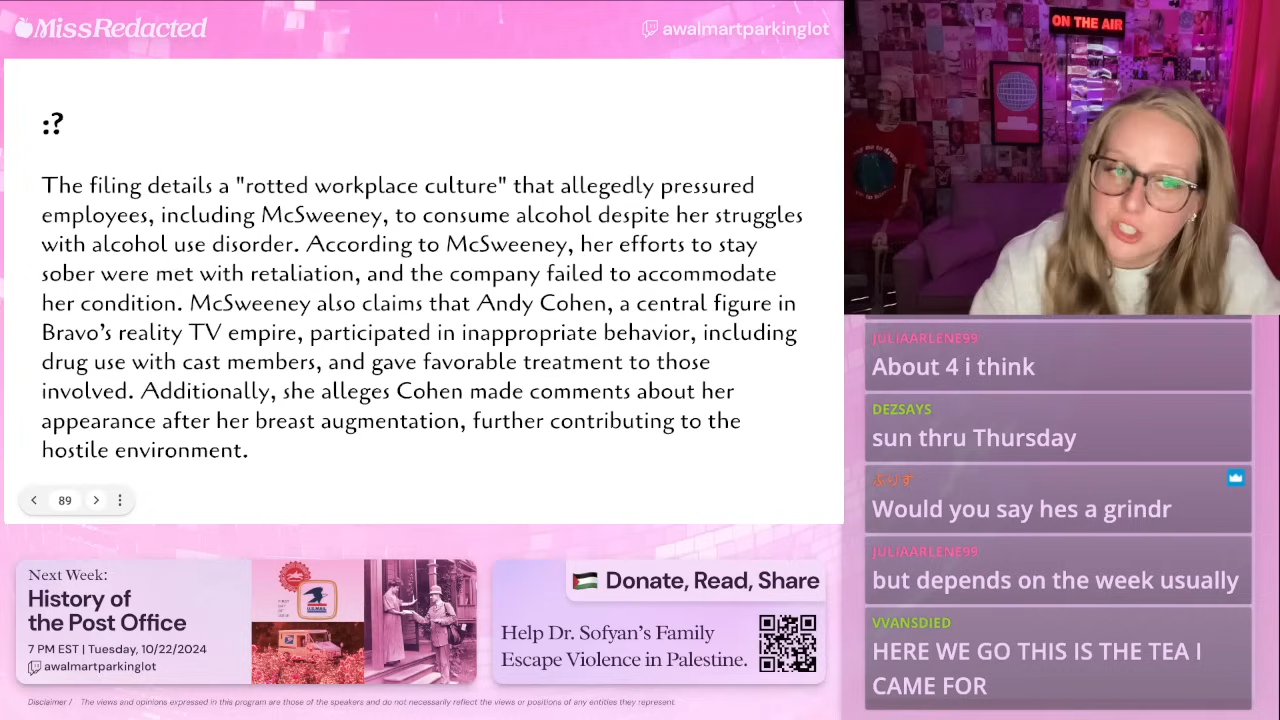 MissRedacted
awalmartparkinglot
ON THE AIR
:?
The filing details a "rotted workplace culture" that allegedly pressured
employees, including McSweeney, to consume alcohol despite her struggles
with alcohol use disorder. According to McSweeney, her efforts to stay
sober were met with retaliation, and the company failed to accommodate
her condition. McSweeney also claims that Andy Cohen, a central figure in
Bravo’s reality TV empire, participated in inappropriate behavior, including
drug use with cast members, and gave favorable treatment to those
involved. Additionally, she alleges Cohen made comments about her
appearance after her breast augmentation, further contributing to the
hostile environment.
89
JULIAARLENE99
About 4 i think
DEZSAYS
sun thru Thursday
ぷりず
Would you say hes a grindr
JULIAARLENE99
but depends on the week usually
VVANSDIED
HERE WE GO THIS IS THE TEA I
CAME FOR
Next Week:
History of
the Post Office
7 PM EST | Tuesday, 10/22/2024
awalmartparkinglot
FIRST
DAY OF
ISSUE
U.S.MAIL
Donate, Read, Share
Help Dr. Sofyan’s Family
Escape Violence in Palestine.
Disclaimer / The views and opinions expressed in this program are those of the speakers and do not necessarily reflect the views or positions of any entities they represent.